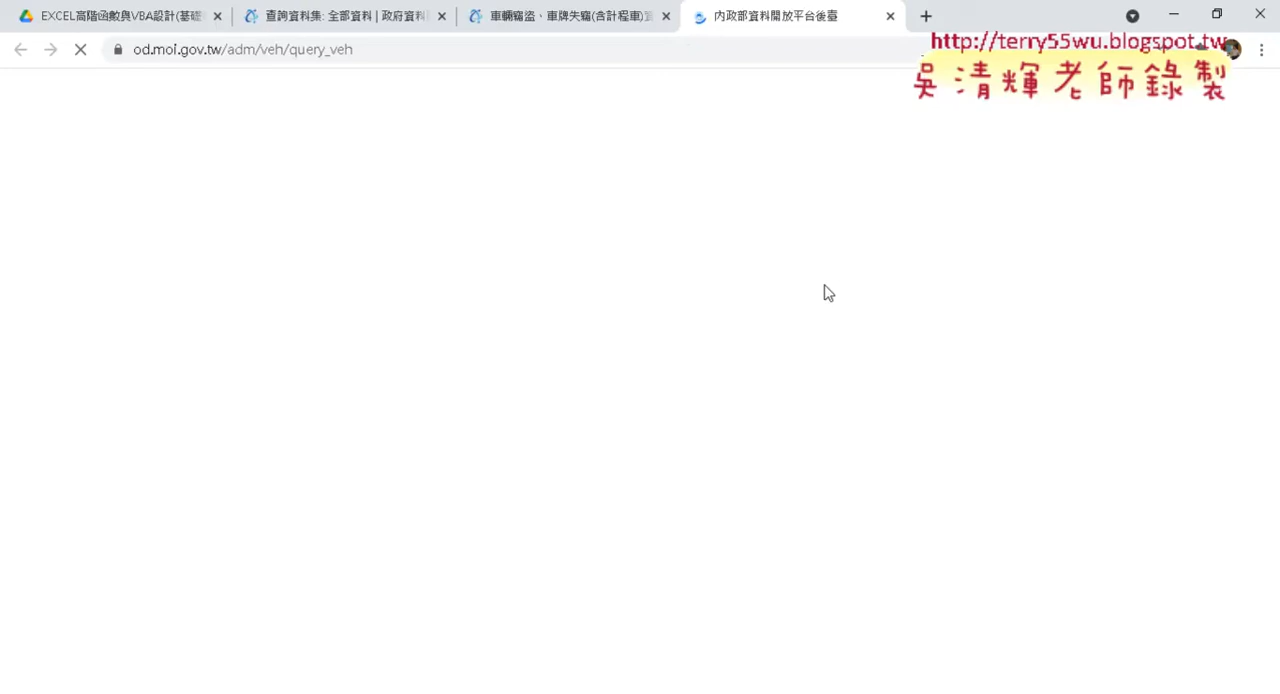 EXCEL高階函數與VBA設計(基礎
查詢資料集: 全部資料 | 政府資料
車輛竊盜、車牌失竊(含計程車)資
內政部資料開放平台後臺
od.moi.gov.tw/adm/veh/query_veh
http://terry55wu.blogspot.tw
吳清輝老師錄製